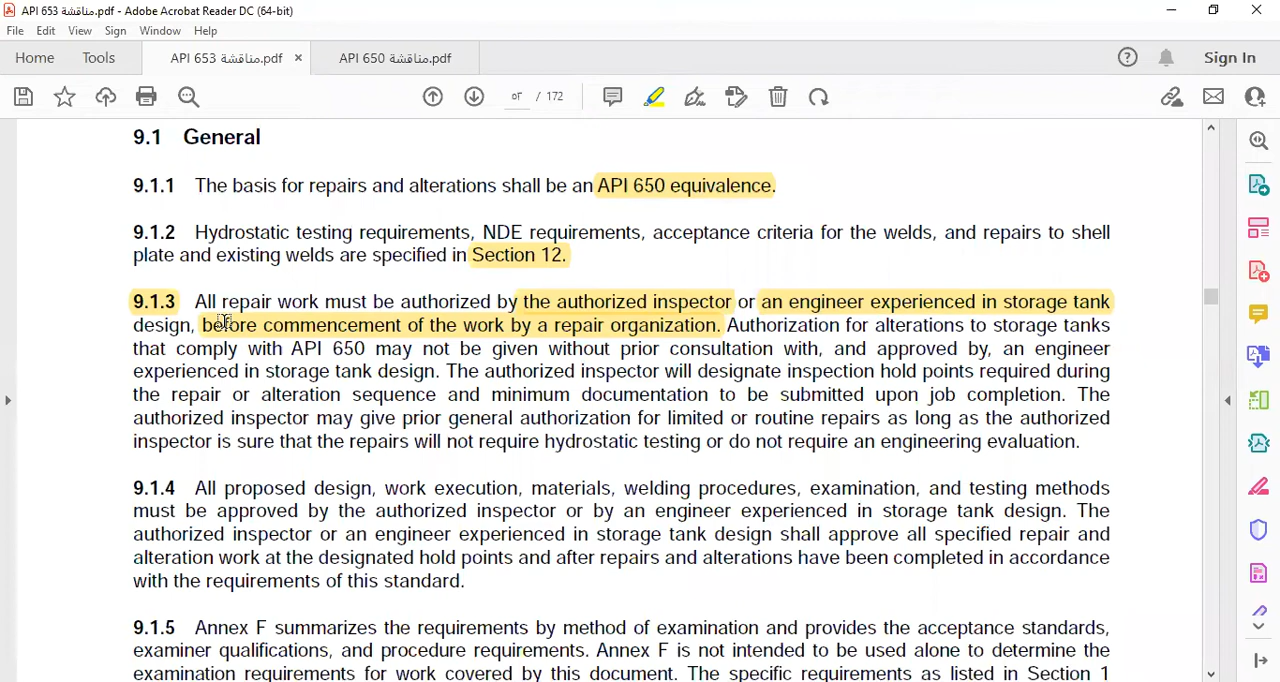 API 653 مناقشة.pdf - Adobe Acrobat Reader DC (64-bit)
File Edit View Sign Window Help
Home Tools API 653 مناقشة.pdf × API 650 مناقشة.pdf Sign In
٥٣ / 172
9.1 General
9.1.1 The basis for repairs and alterations shall be an API 650 equivalence.
9.1.2 Hydrostatic testing requirements, NDE requirements, acceptance criteria for the welds, and repairs to shell
plate and existing welds are specified in Section 12.
9.1.3 All repair work must be authorized by the authorized inspector or an engineer experienced in storage tank
design, before commencement of the work by a repair organization. Authorization for alterations to storage tanks
that comply with API 650 may not be given without prior consultation with, and approved by, an engineer
experienced in storage tank design. The authorized inspector will designate inspection hold points required during
the repair or alteration sequence and minimum documentation to be submitted upon job completion. The
authorized inspector may give prior general authorization for limited or routine repairs as long as the authorized
inspector is sure that the repairs will not require hydrostatic testing or do not require an engineering evaluation.
9.1.4 All proposed design, work execution, materials, welding procedures, examination, and testing methods
must be approved by the authorized inspector or by an engineer experienced in storage tank design. The
authorized inspector or an engineer experienced in storage tank design shall approve all specified repair and
alteration work at the designated hold points and after repairs and alterations have been completed in accordance
with the requirements of this standard.
9.1.5 Annex F summarizes the requirements by method of examination and provides the acceptance standards,
examiner qualifications, and procedure requirements. Annex F is not intended to be used alone to determine the
examination requirements for work covered by this document. The specific requirements as listed in Section 1